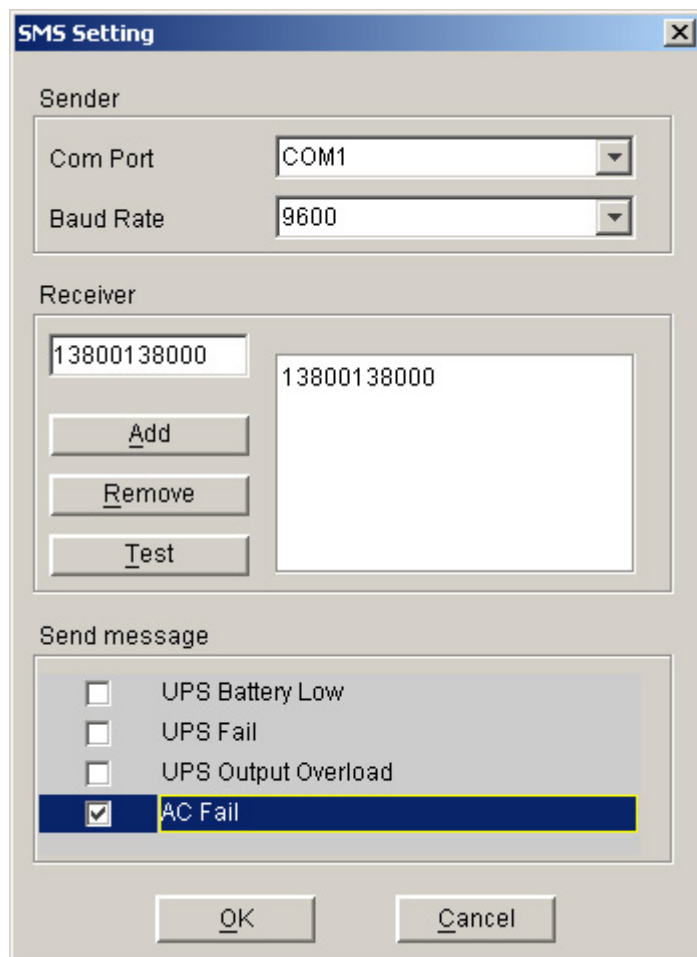 SMS Setting
Sender
Com Port
COM1
Baud Rate
9600
Receiver
13800138000
13800138000
Add
Remove
Test
Send message
UPS Battery Low
UPS Fail
UPS Output Overload
AC Fail
OK
Cancel